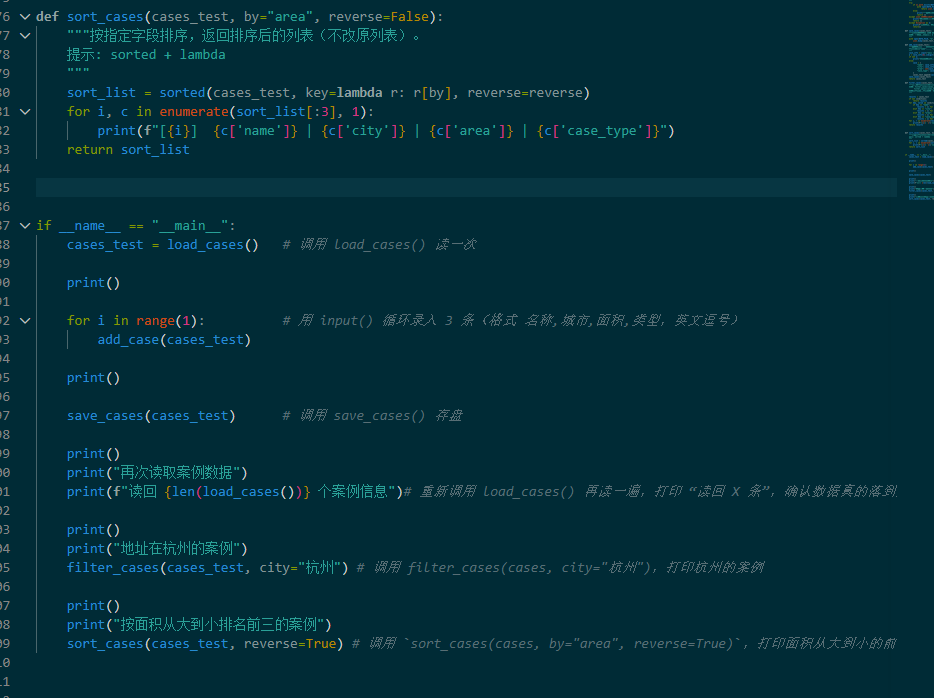 76 def sort_cases(cases_test, by="area", reverse=False):
77 """按指定字段排序，返回排序后的列表（不改原列表）。
78 提示: sorted + lambda
79 """
80 sort_list = sorted(cases_test, key=lambda r: r[by], reverse=reverse)
81 for i, c in enumerate(sort_list[:3], 1):
82 print(f"[{i}]  {c['name']} | {c['city']} | {c['area']} | {c['case_type']}")
83 return sort_list
84
85
86
87 if __name__ == "__main__":
88 cases_test = load_cases()   # 调用 load_cases() 读一次
89
90 print()
91
92 for i in range(1):          # 用 input() 循环录入 3 条（格式 名称,城市,面积,类型，英文逗号）
93 add_case(cases_test)
94
95 print()
96
97 save_cases(cases_test)      # 调用 save_cases() 存盘
98
99 print()
00 print("再次读取案例数据")
01 print(f"读回 {len(load_cases())} 个案例信息")# 重新调用 load_cases() 再读一遍，打印 “读回 X 条”，确认数据真的落到
02
03 print()
04 print("地址在杭州的案例")
05 filter_cases(cases_test, city="杭州") # 调用 filter_cases(cases, city="杭州")，打印杭州的案例
06
07 print()
08 print("按面积从大到小排名前三的案例")
09 sort_cases(cases_test, reverse=True) # 调用 `sort_cases(cases, by="area", reverse=True)`，打印面积从大到小的前
10
11